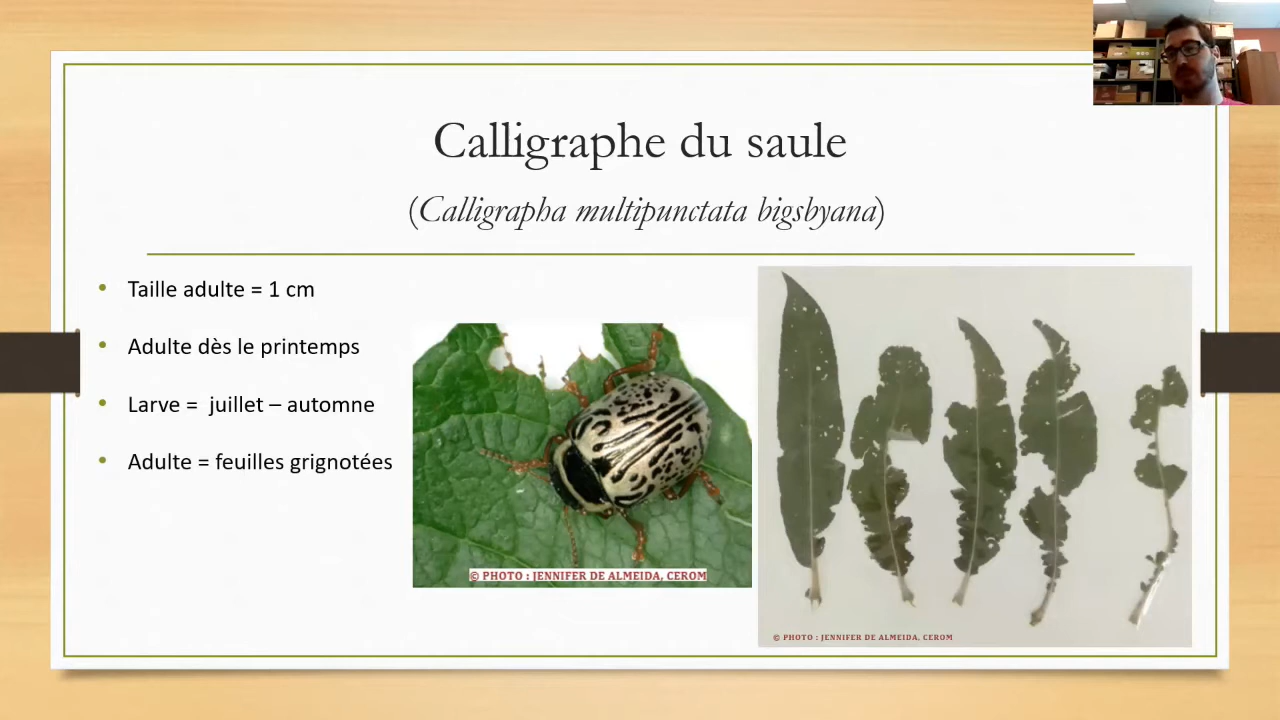 Calligraphe du saule
(Calligrapha multipunctata bigsbyana)
• Taille adulte = 1 cm
• Adulte dès le printemps
• Larve = juillet – automne
• Adulte = feuilles grignotées
© PHOTO : JENNIFER DE ALMEIDA, CEROM
© PHOTO : JENNIFER DE ALMEIDA, CEROM